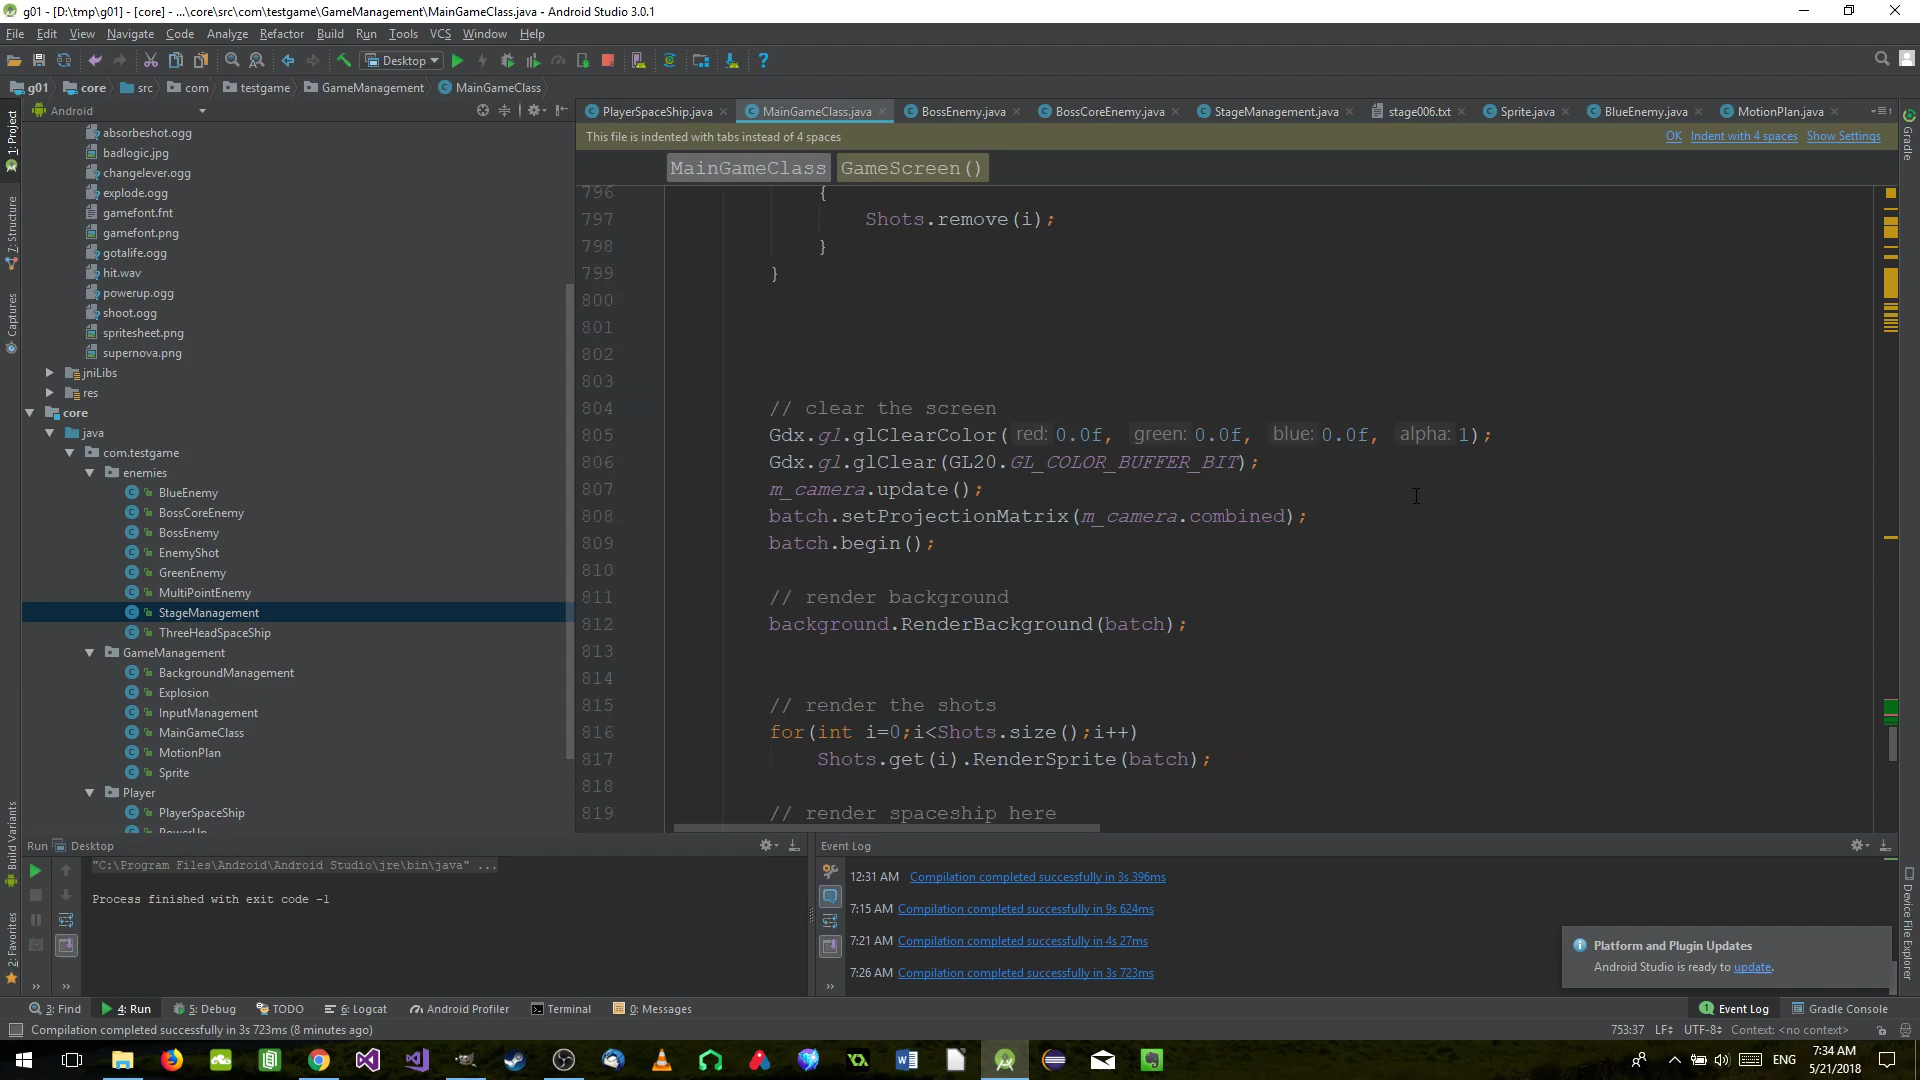 g01 - [D:\tmp\g01] - [core] - ...\core\src\com\testgame\GameManagement\MainGameClass.java - Android Studio 3.0.1
File Edit View Navigate Code Analyze Refactor Build Run Tools VCS Window Help
Desktop
g01 core src com testgame GameManagement MainGameClass
Android
PlayerSpaceShip.java MainGameClass.java BossEnemy.java BossCoreEnemy.java StageManagement.java stage006.txt Sprite.java BlueEnemy.java MotionPlan.java
This file is indented with tabs instead of 4 spaces OK Indent with 4 spaces Show Settings
MainGameClass GameScreen()
1: Project
7: Structure
Captures
Build Variants
2: Favorites
absorbeshot.ogg
badlogic.jpg
changelever.ogg
explode.ogg
gamefont.fnt
gamefont.png
gotalife.ogg
hit.wav
powerup.ogg
shoot.ogg
spritesheet.png
supernova.png
jniLibs
res
core
java
com.testgame
enemies
BlueEnemy
BossCoreEnemy
BossEnemy
EnemyShot
GreenEnemy
MultiPointEnemy
StageManagement
ThreeHeadSpaceShip
GameManagement
BackgroundManagement
Explosion
InputManagement
MainGameClass
MotionPlan
Sprite
Player
PlayerSpaceShip
PowerUp
796 {
797 Shots.remove(i);
798 }
799 }
800
801
802
803
804 // clear the screen
805 Gdx.gl.glClearColor( red: 0.0f, green: 0.0f, blue: 0.0f, alpha: 1);
806 Gdx.gl.glClear(GL20.GL_COLOR_BUFFER_BIT);
807 m_camera.update();
808 batch.setProjectionMatrix(m_camera.combined);
809 batch.begin();
810
811 // render background
812 background.RenderBackground(batch);
813
814
815 // render the shots
816 for(int i=0;i<Shots.size();i++)
817 Shots.get(i).RenderSprite(batch);
818
819 // render spaceship here
Gradle
Device File Explorer
Run Desktop
"C:\Program Files\Android\Android Studio\jre\bin\java" ...
Process finished with exit code -1
Event Log
12:31 AM Compilation completed successfully in 3s 396ms
7:15 AM Compilation completed successfully in 9s 624ms
7:21 AM Compilation completed successfully in 4s 27ms
7:26 AM Compilation completed successfully in 3s 723ms
Platform and Plugin Updates
Android Studio is ready to update.
3: Find 4: Run 5: Debug TODO 6: Logcat Android Profiler Terminal 0: Messages 1 Event Log Gradle Console
Compilation completed successfully in 3s 723ms (8 minutes ago) 753:37 LF÷ UTF-8÷ Context: <no context>
ENG
7:34 AM
5/21/2018